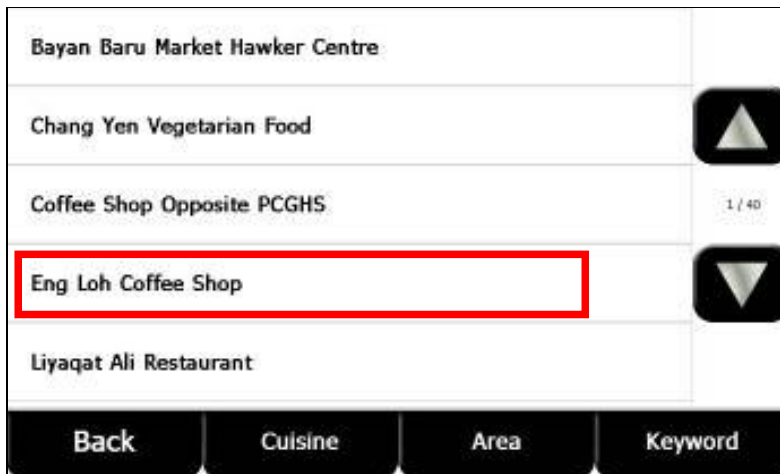 Bayan Baru Market Hawker Centre
Chang Yen Vegetarian Food
Coffee Shop Opposite PCGHS
1 / 40
Eng Loh Coffee Shop
Liyaqat Ali Restaurant
Back Cuisine Area Keyword